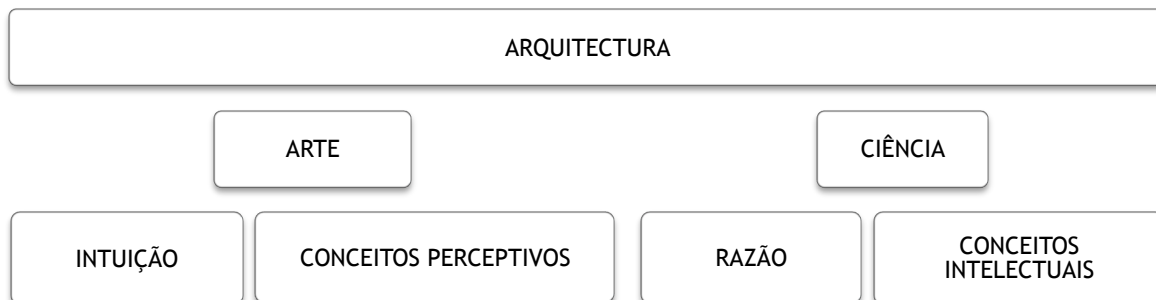 ARQUITECTURA
ARTE
CIÊNCIA
INTUIÇÃO
CONCEITOS PERCEPTIVOS
RAZÃO
CONCEITOS
INTELECTUAIS